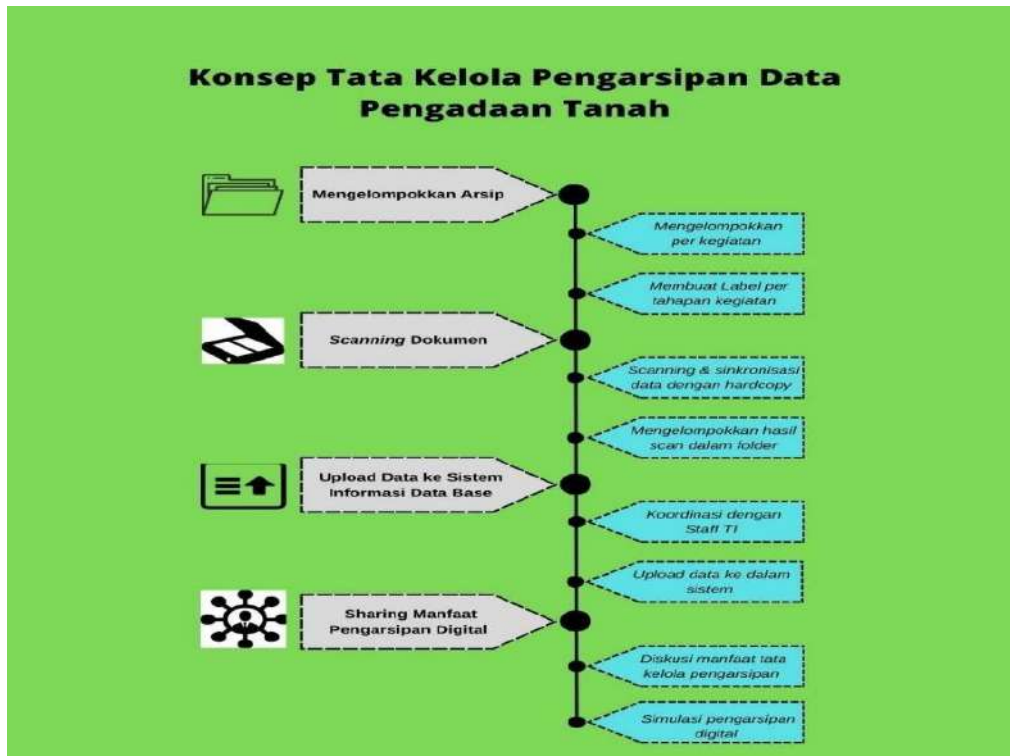 Konsep Tata Kelola Pengarsipan Data
Pengadaan Tanah
Mengelompokkan Arsip
Mengelompokkan
per kegiatan
Membuat Label per
tahapan kegiatan
Scanning Dokumen
Scanning & sinkronisasi
data dengan hardcopy
Mengelompokkan hasil
scan dalam folder
Upload Data ke Sistem
Informasi Data Base
Koordinasi dengan
Staff TI
Upload data ke dalam
sistem
Sharing Manfaat
Pengarsipan Digital
Diskusi manfaat tata
kelola pengarsipan
Simulasi pengarsipan
digital